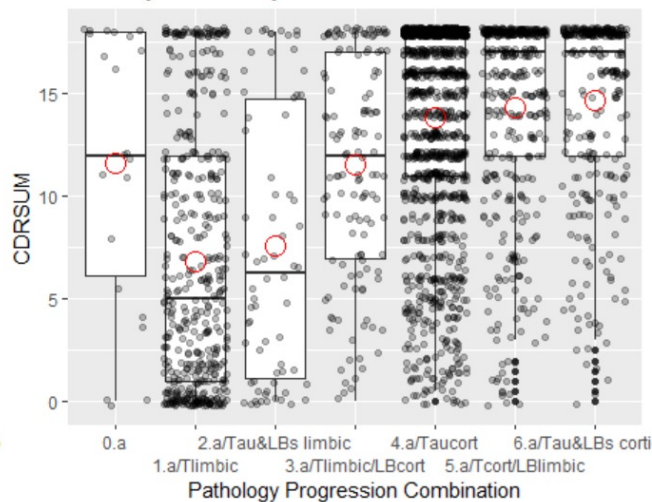 CDRSUM
15
10
5
0
0.a 2.a/Tau&LBs limbic 4.a/Taucort 6.a/Tau&LBs corti
1.a/Tlimbic 3.a/Tlimbic/LBcort 5.a/Tcort/LBlimbic
Pathology Progression Combination